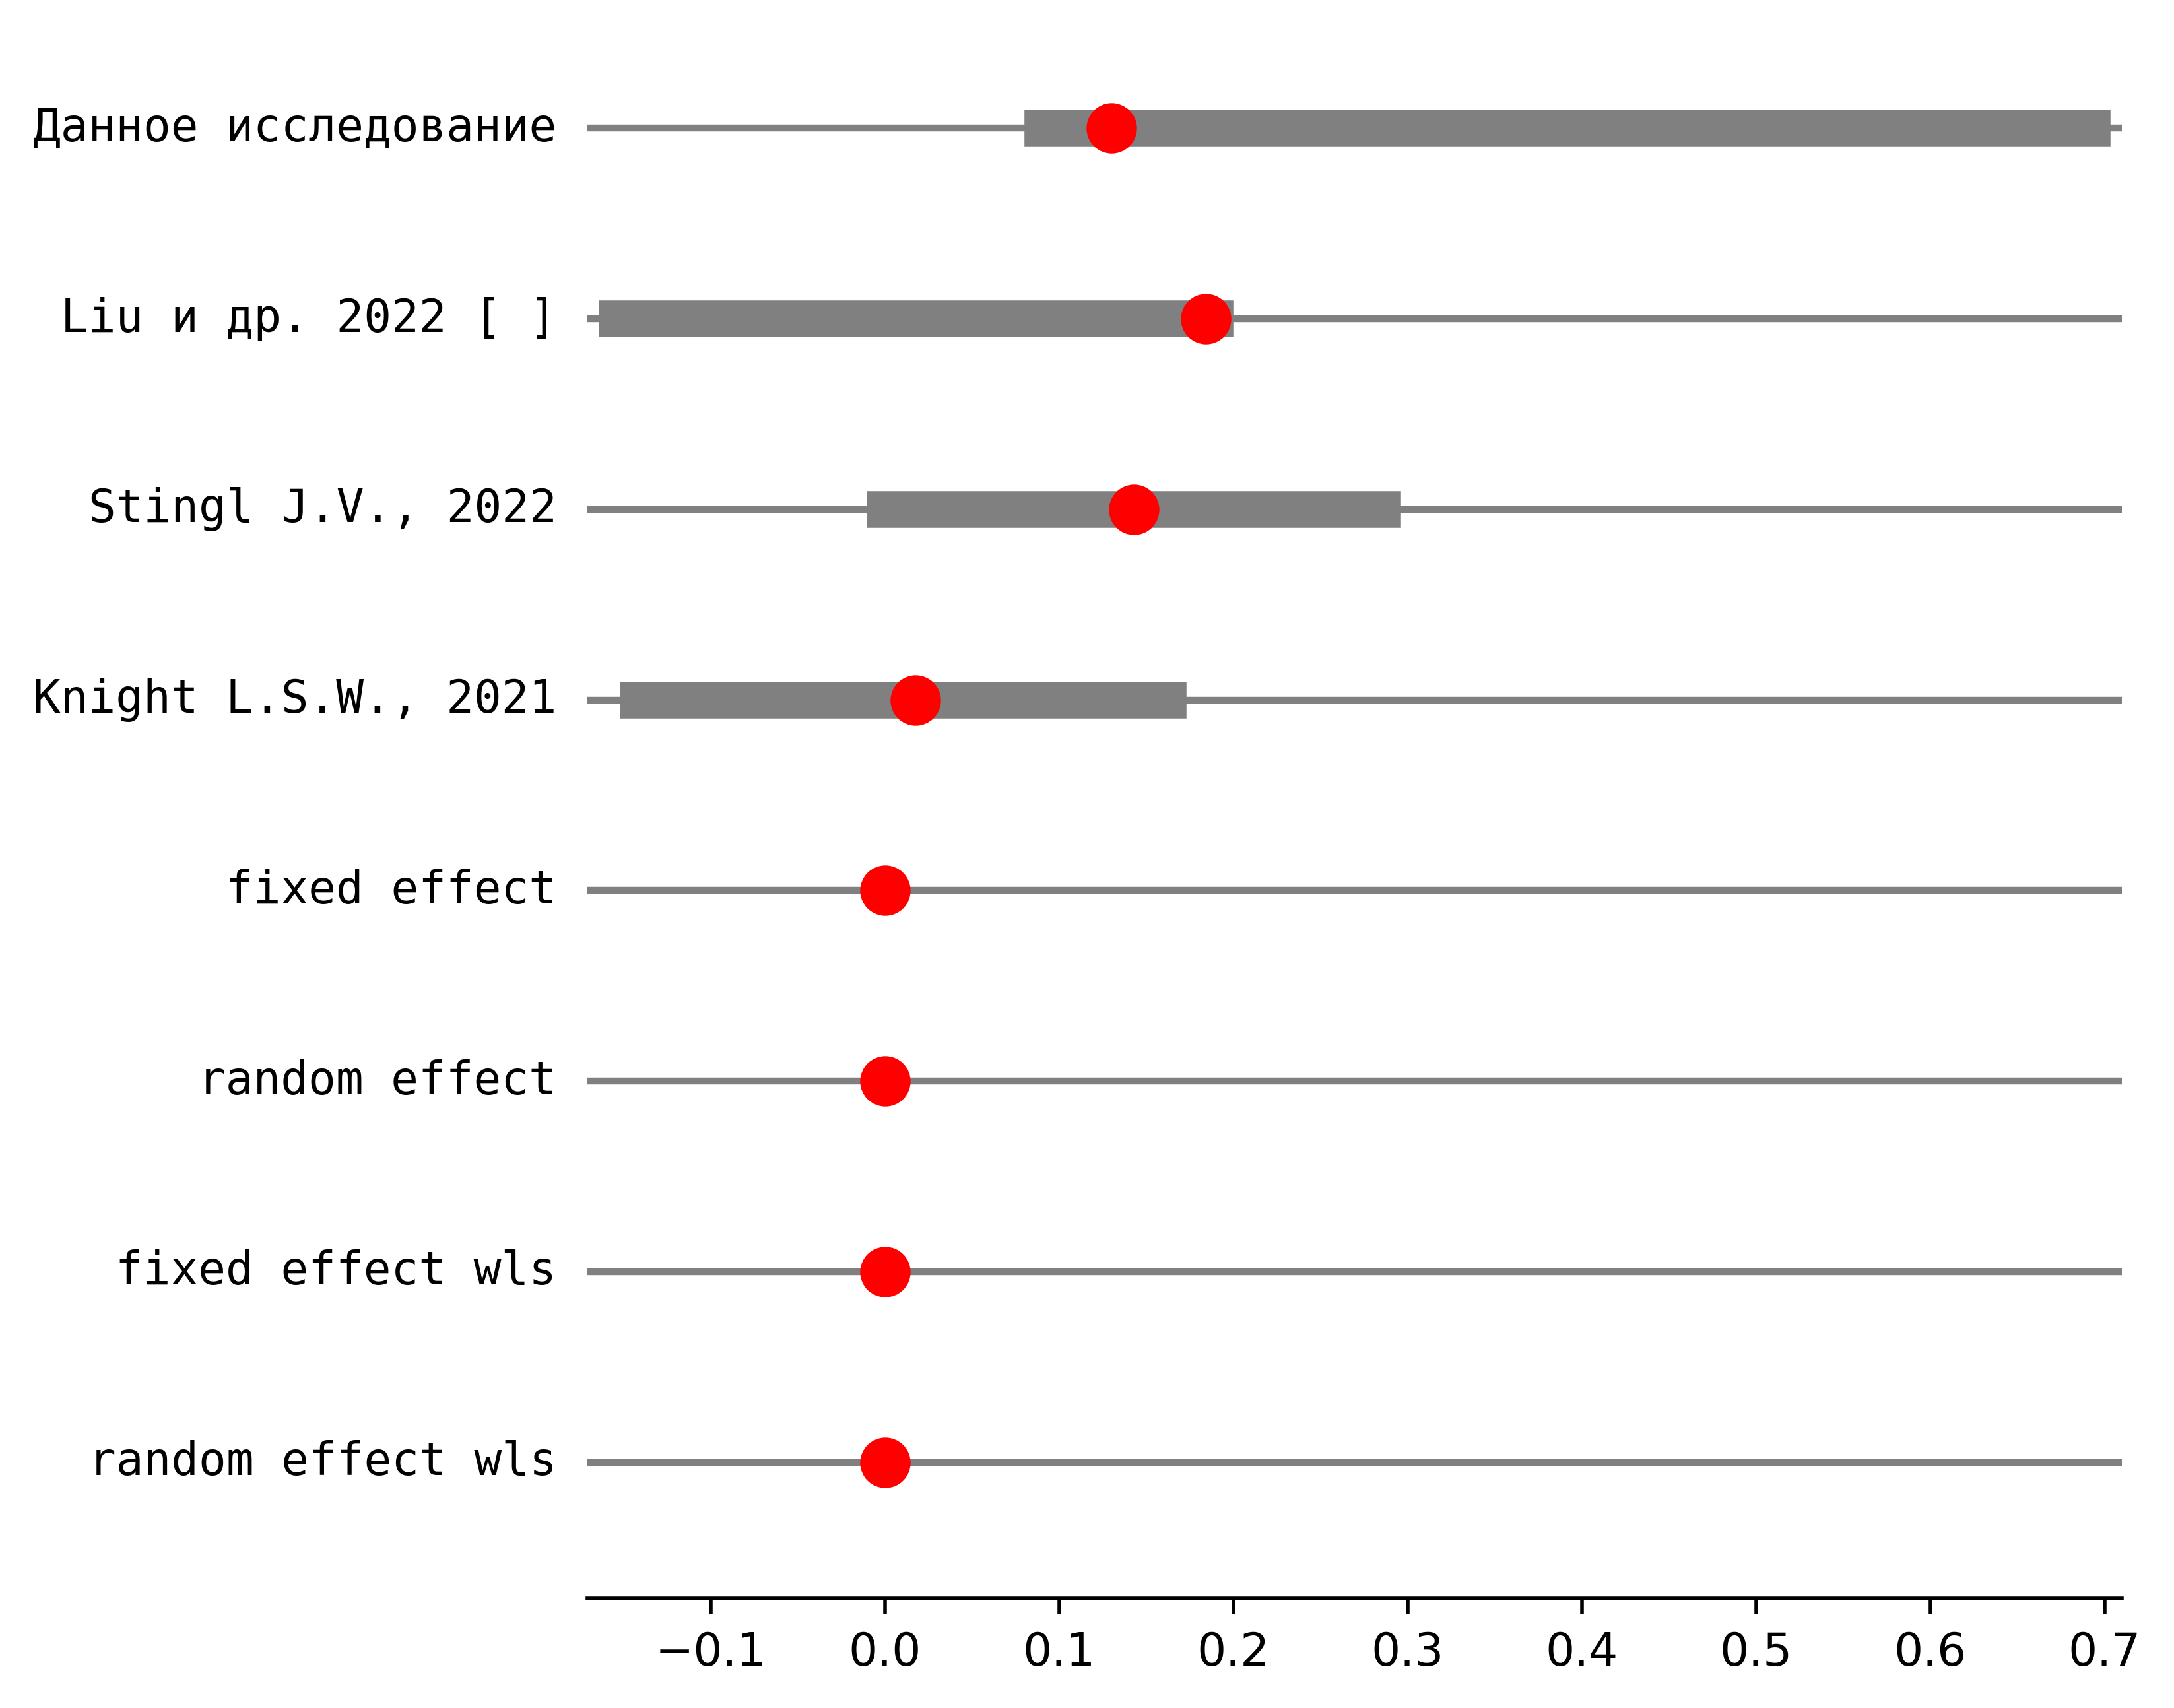 Данное исследование
Liu и др. 2022 [ ]
Stingl J.V., 2022
Knight L.S.W., 2021
fixed effect
random effect
fixed effect wls
random effect wls
−0.1 0.0 0.1 0.2 0.3 0.4 0.5 0.6 0.7